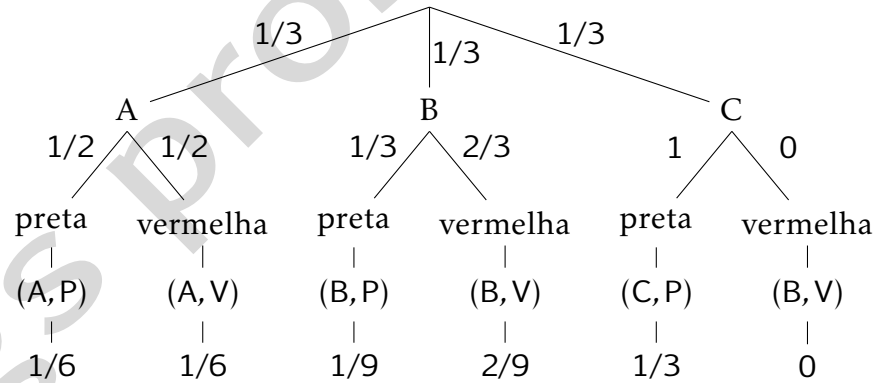 1/3 1/3 1/3
A B C
1/2 1/2 1/3 2/3 1 0
preta vermelha preta vermelha preta vermelha
(A,P) (A,V) (B,P) (B,V) (C,P) (B,V)
1/6 1/6 1/9 2/9 1/3 0